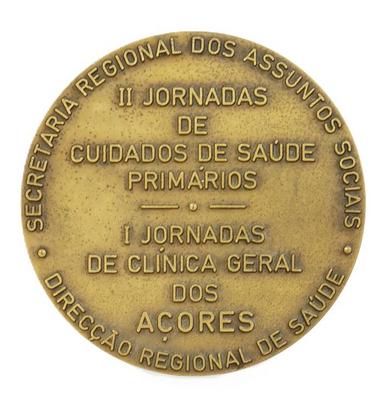 SECRETARIA REGIONAL DOS ASSUNTOS SOCIAIS
II JORNADAS
DE
CUIDADOS DE SAÚDE
PRIMÁRIOS
I JORNADAS
DE CLÍNICA GERAL
DOS
AÇORES
DIRECÇÃO REGIONAL DE SAÚDE